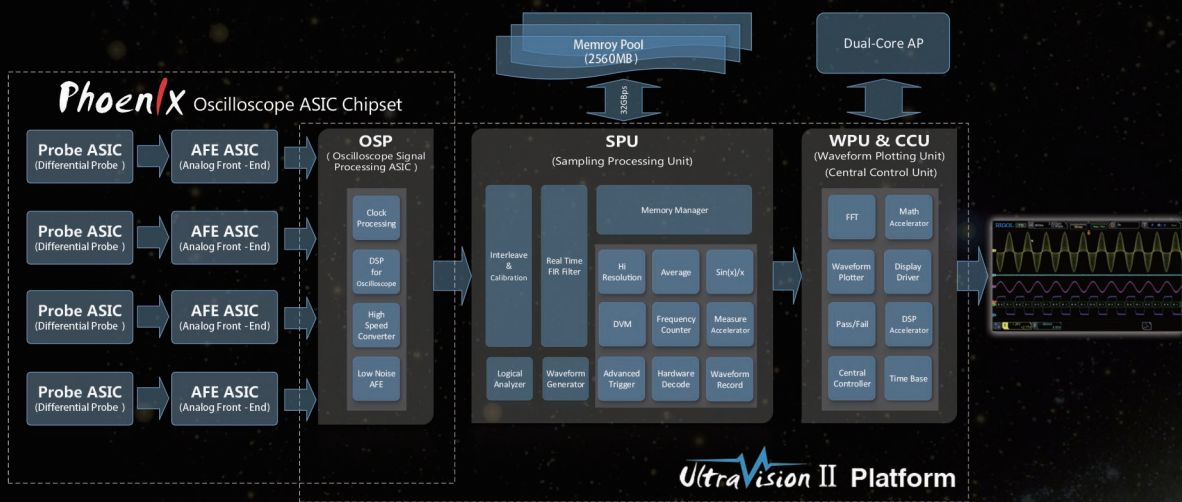 Memroy Pool
(2560MB)
Dual-Core AP
32GBps
PhoenIX Oscilloscope ASIC Chipset
Probe ASIC
(Differential Probe )
AFE ASIC
(Analog Front - End)
Probe ASIC
(Differential Probe )
AFE ASIC
(Analog Front - End)
Probe ASIC
(Differential Probe )
AFE ASIC
(Analog Front - End)
Probe ASIC
(Differential Probe )
AFE ASIC
(Analog Front - End)
OSP
( Oscilloscope Signal
Processing ASIC )
Clock
Processing
DSP
for
Oscilloscope
High
Speed
Converter
Low Noise
AFE
SPU
(Sampling Processing Unit)
Interleave
&
Calibration
Real Time
FIR Filter
Memory Manager
Hi
Resolution
Average
Sin(x)/x
DVM
Frequency
Counter
Measure
Accelerator
Logical
Analyzer
Waveform
Generator
Advanced
Trigger
Hardware
Decode
Waveform
Record
WPU & CCU
(Waveform Plotting Unit)
(Central Control Unit)
FFT
Math
Accelerator
Waveform
Plotter
Display
Driver
Pass/Fail
DSP
Accelerator
Central
Controller
Time Base
RIGOL
UltraVision II Platform